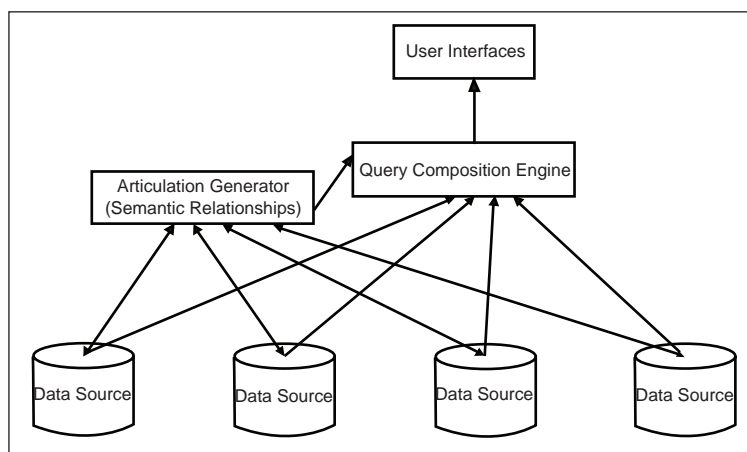 User Interfaces
Query Composition Engine
Articulation Generator
(Semantic Relationships)
Data Source
Data Source
Data Source
Data Source